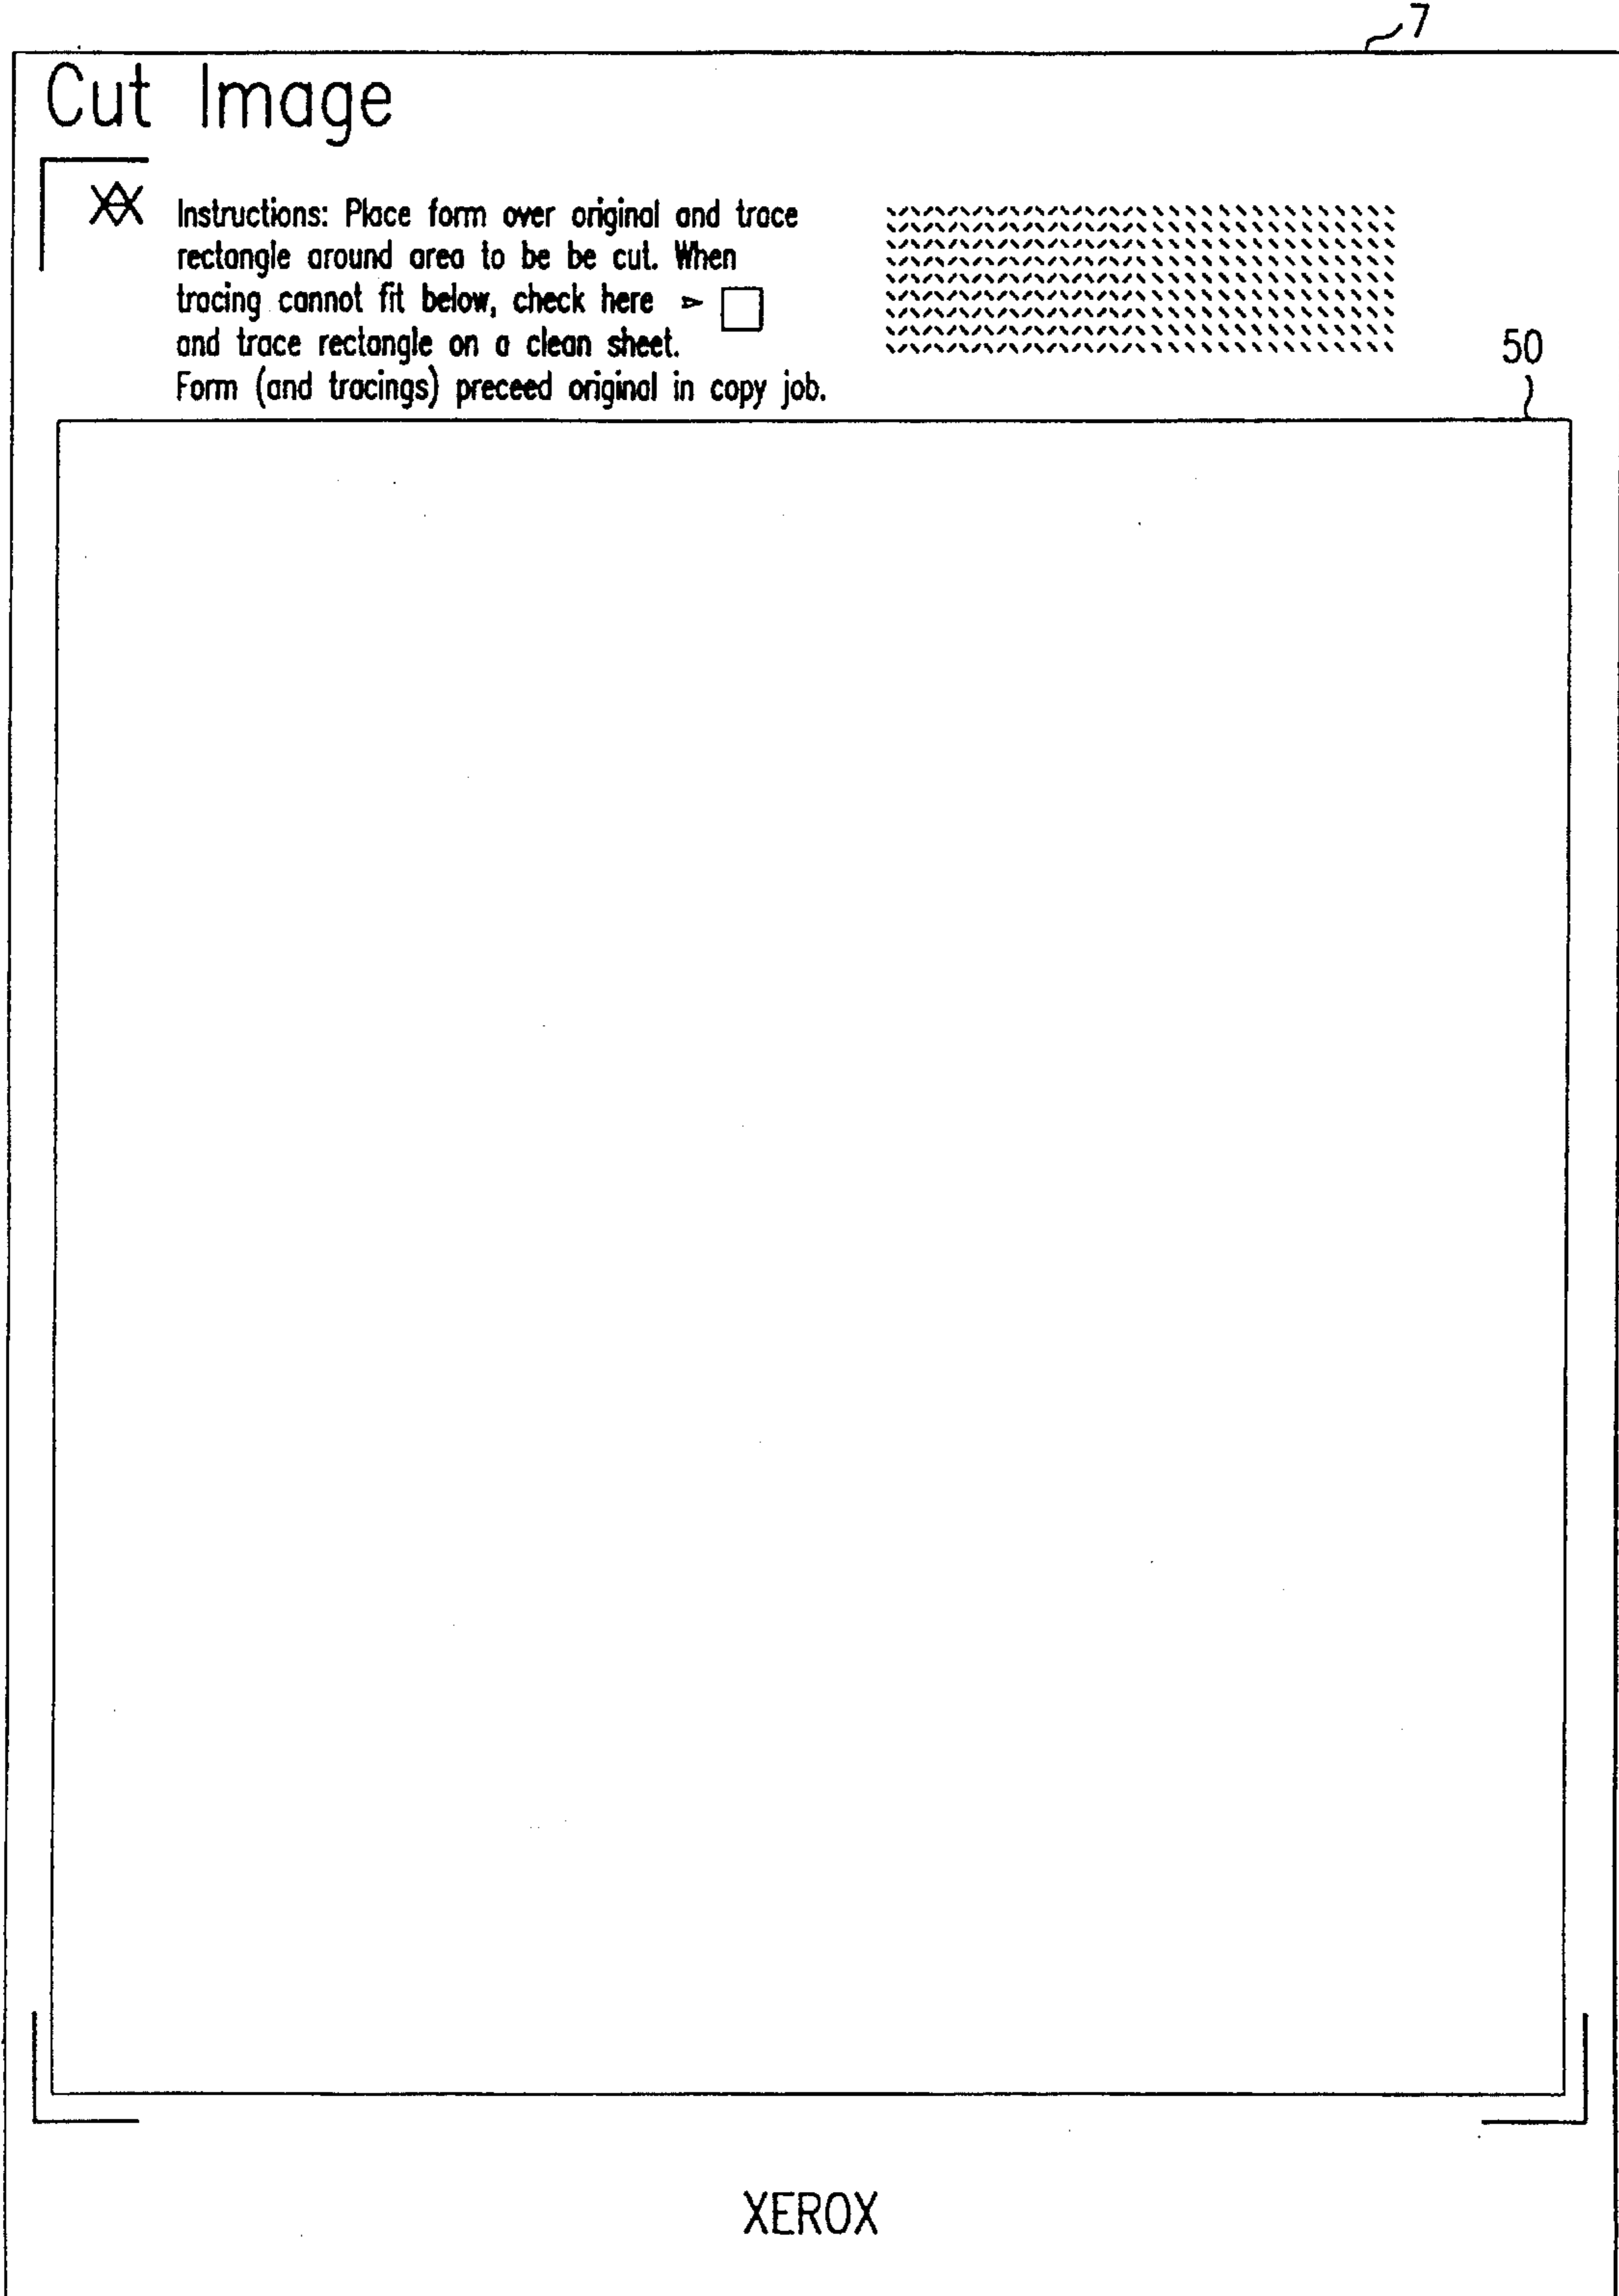 7
Cut Image
Instructions: Place form over original and trace
rectangle around area to be be cut. When
tracing cannot fit below, check here
and trace rectangle on a clean sheet.
Form (and tracings) preceed original in copy job.
50
XEROX